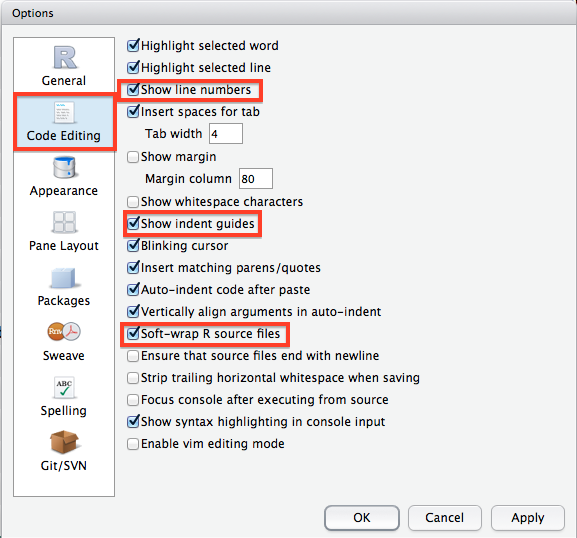 Options
R
General
Code Editing
Appearance
Pane Layout
Packages
Rnw
Sweave
ABC
Spelling
Git/SVN
Highlight selected word
Highlight selected line
Show line numbers
Insert spaces for tab
Tab width 4
Show margin
Margin column 80
Show whitespace characters
Show indent guides
Blinking cursor
Insert matching parens/quotes
Auto-indent code after paste
Vertically align arguments in auto-indent
Soft-wrap R source files
Ensure that source files end with newline
Strip trailing horizontal whitespace when saving
Focus console after executing from source
Show syntax highlighting in console input
Enable vim editing mode
OK Cancel Apply